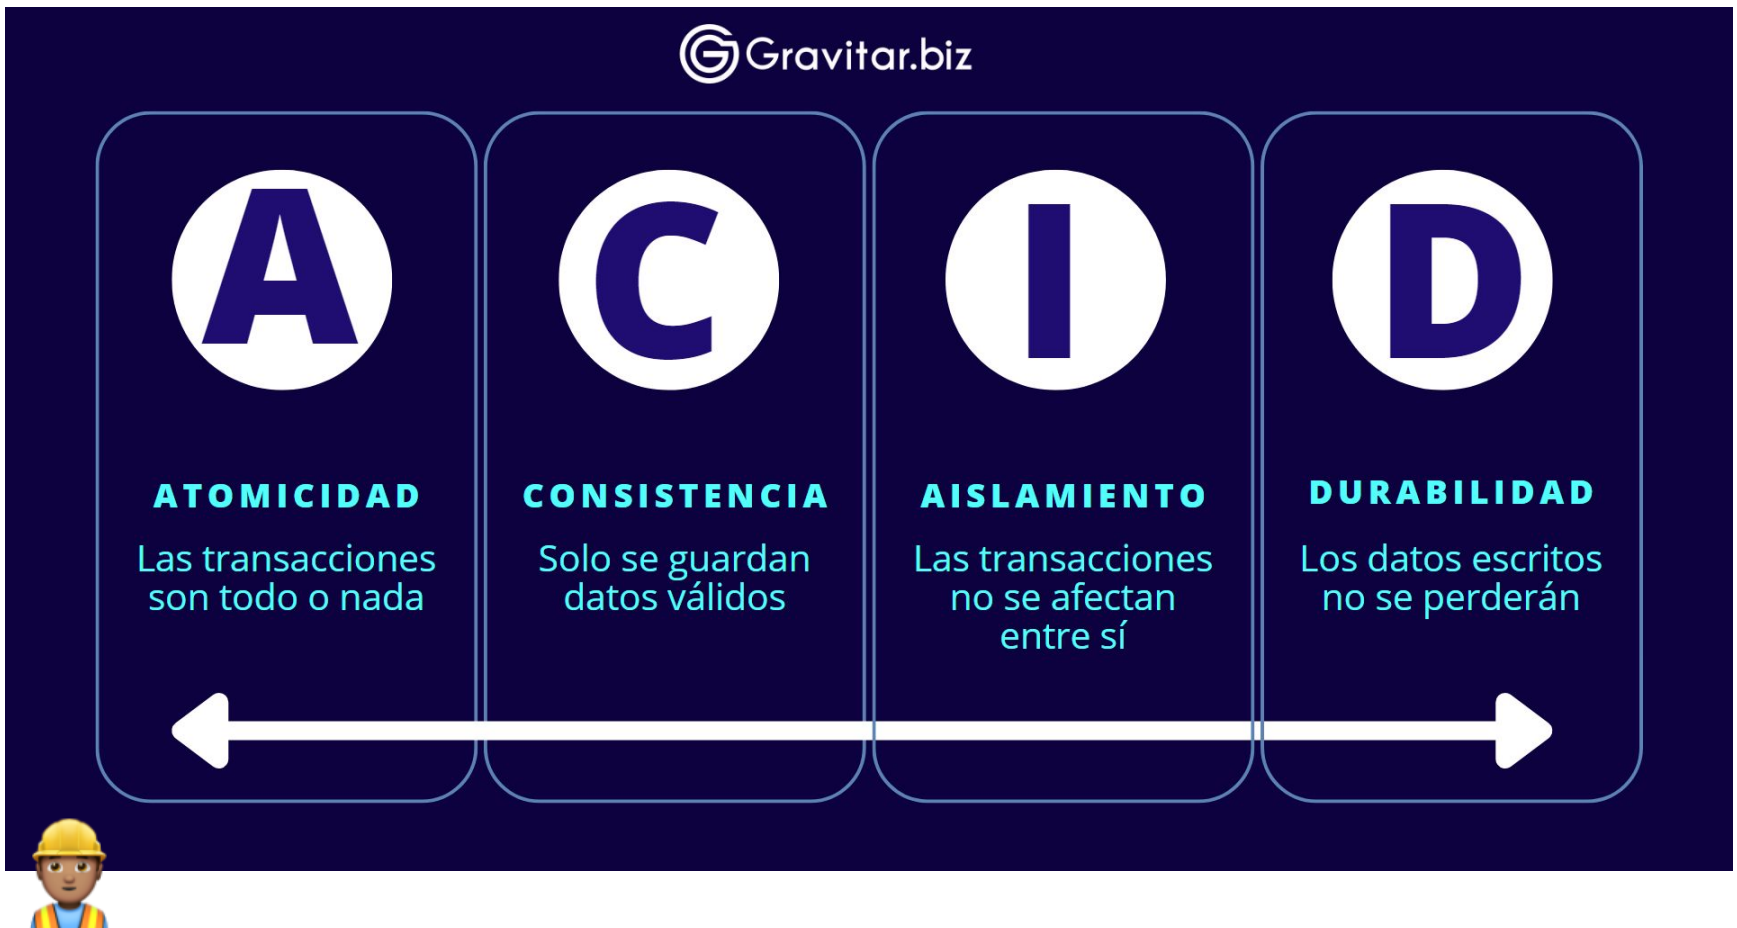 Gravitar.biz
A
C
I
D
ATOMICIDAD
Las transacciones
son todo o nada
CONSISTENCIA
Solo se guardan
datos válidos
AISLAMIENTO
Las transacciones
no se afectan
entre sí
DURABILIDAD
Los datos escritos
no se perderán